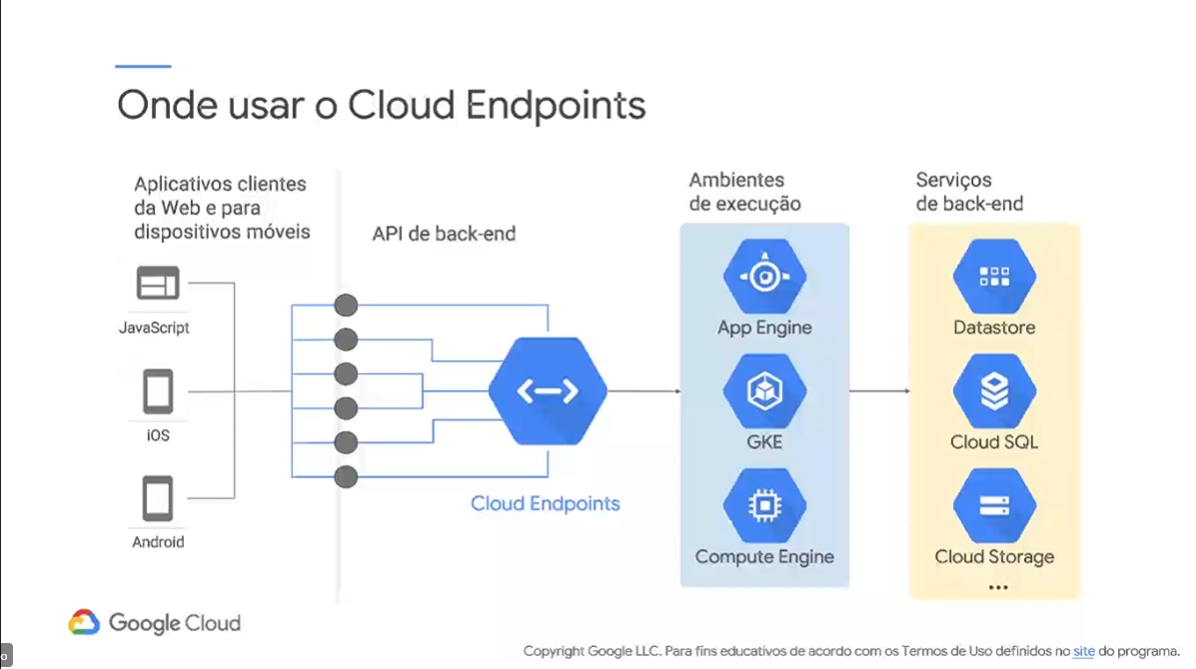 Onde usar o Cloud Endpoints
Aplicativos clientes
da Web e para
dispositivos móveis
JavaScript
iOS
Android
API de back-end
Cloud Endpoints
Ambientes
de execução
App Engine
GKE
Compute Engine
Serviços
de back-end
Datastore
Cloud SQL
Cloud Storage
...
Google Cloud
Copyright Google LLC. Para fins educativos de acordo com os Termos de Uso definidos no site do programa.